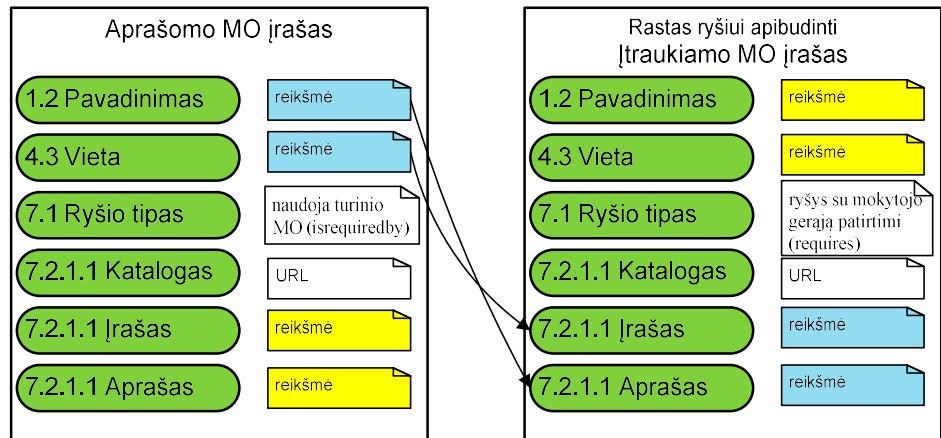 Aprašomo MO įrašas
1.2 Pavadinimas
reikšmė
4.3 Vieta
reikšmė
7.1 Ryšio tipas
naudoja turinio
MO (isrequiredby)
7.2.1.1 Katalogas
URL
7.2.1.1 Įrašas
reikšmė
7.2.1.1 Aprašas
reikšmė
Rastas ryšiui apibudinti
Įtraukiamo MO įrašas
1.2 Pavadinimas
reikšmė
4.3 Vieta
reikšmė
7.1 Ryšio tipas
ryšys su mokytojo
gerąją patirtimi
(requires)
7.2.1.1 Katalogas
URL
7.2.1.1 Įrašas
reikšmė
7.2.1.1 Aprašas
reikšmė